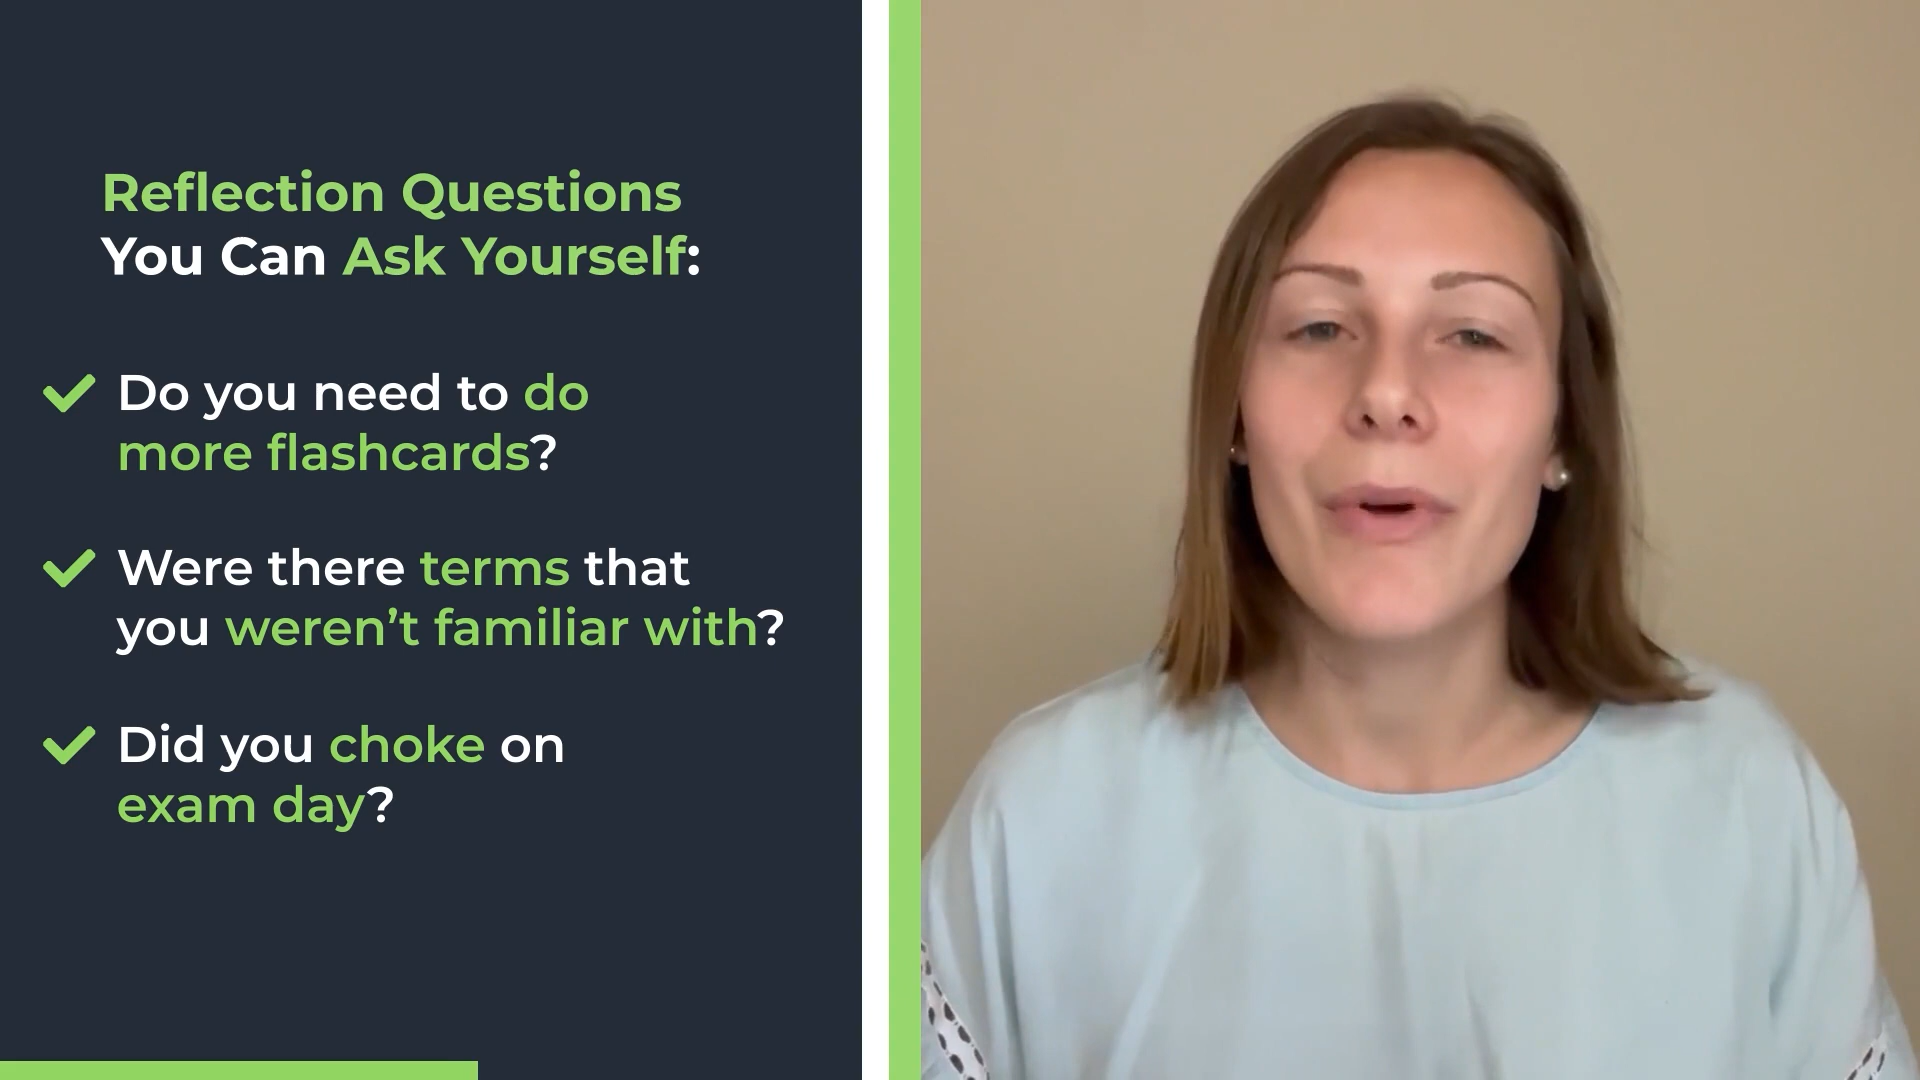 Reflection Questions
You Can Ask Yourself:
Do you need to do
more flashcards?
Were there terms that
you weren’t familiar with?
Did you choke on
exam day?